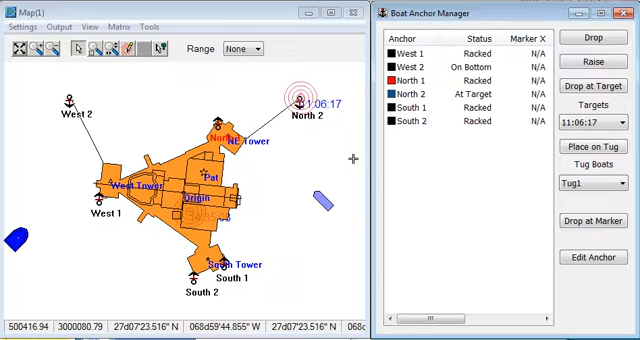 Map(1)
Settings Output View Matrix Tools
Range None
11:06:17
West 2
North 2
North 1
NE Tower
Pat
West Tower
Origin
West 1
South Tower
South 1
South 2
500416.94 3000080.79 27d07'23.516" N 068d59'44.855" W 27d07'23.516" N 068d
Boat Anchor Manager
Anchor Status Marker X
West 1 Racked N/A
West 2 On Bottom N/A
North 1 Racked N/A
North 2 At Target N/A
South 1 Racked N/A
South 2 Racked N/A
Drop
Raise
Drop at Target
Targets
11:06:17
Place on Tug
Tug Boats
Tug1
Drop at Marker
Edit Anchor